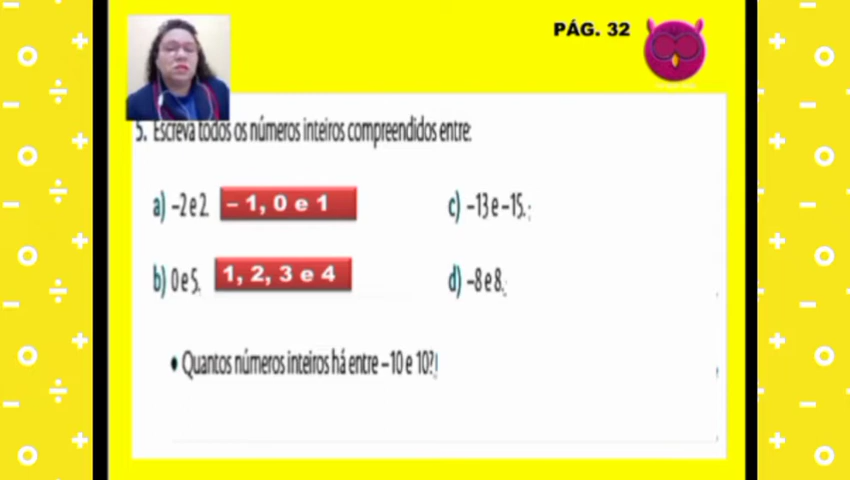 PÁG. 32
5. Escreva todos os números inteiros compreendidos entre:
a) –2 e 2. – 1, 0 e 1
c) –13 e –15.
b) 0 e 5. 1, 2, 3 e 4
d) –8 e 8.
• Quantos números inteiros há entre –10 e 10?